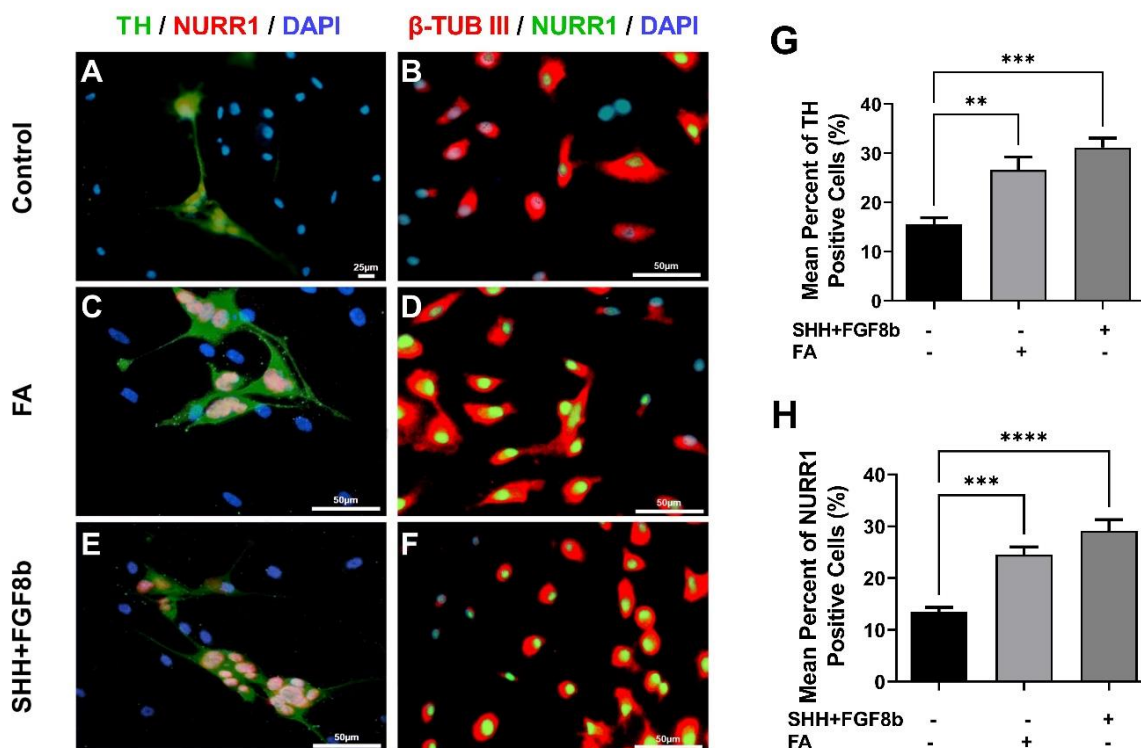 TH / NURR1 / DAPI
β-TUB III / NURR1 / DAPI
Control
A
25µm
B
50µm
FA
C
50µm
D
50µm
SHH+FGF8b
E
50µm
F
50µm
G
Mean Percent of TH
Positive Cells (%)
40
30
20
10
0
**
***
SHH+FGF8b - - +
FA - + -
H
Mean Percent of NURR1
Positive Cells (%)
40
30
20
10
0
***
****
SHH+FGF8b - - +
FA - + -